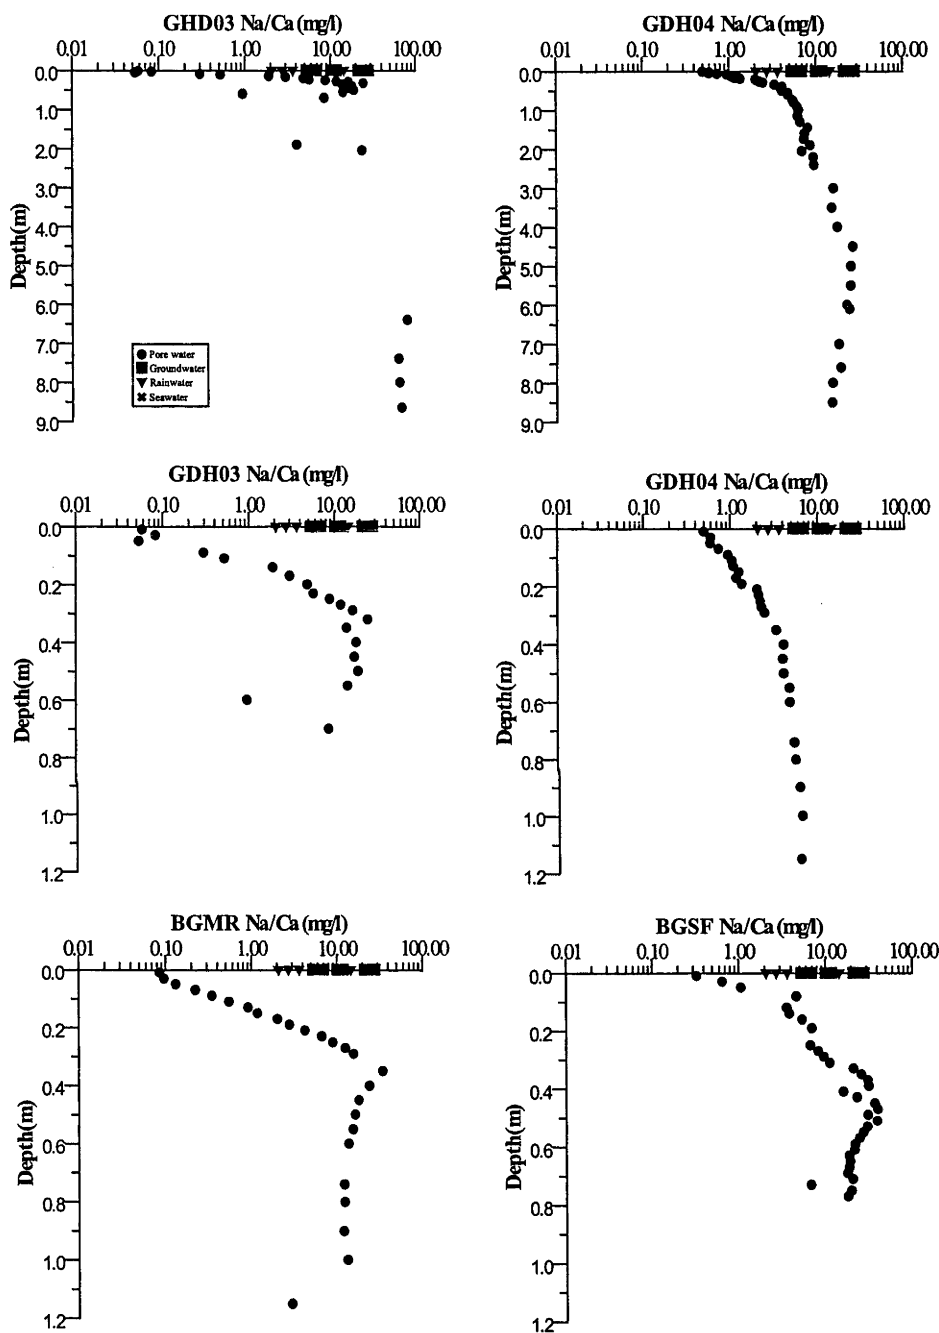 GHD03 Na/Ca (mg/l)
0.01 0.10 1.00 10.00 100.00
0.0
1.0
2.0
3.0
4.0
5.0
6.0
7.0
8.0
9.0
Depth(m)
Pore water
Groundwater
Rainwater
Seawater
GDH04 Na/Ca (mg/l)
0.01 0.10 1.00 10.00 100.00
0.0
1.0
2.0
3.0
4.0
5.0
6.0
7.0
8.0
9.0
Depth(m)
GDH03 Na/Ca (mg/l)
0.01 0.10 1.00 10.00 100.00
0.0
0.2
0.4
0.6
0.8
1.0
1.2
Depth(m)
GDH04 Na/Ca (mg/l)
0.01 0.10 1.00 10.00 100.00
0.0
0.2
0.4
0.6
0.8
1.0
1.2
Depth(m)
BGMR Na/Ca (mg/l)
0.01 0.10 1.00 10.00 100.00
0.0
0.2
0.4
0.6
0.8
1.0
1.2
Depth(m)
BGSF Na/Ca (mg/l)
0.01 0.10 1.00 10.00 100.00
0.0
0.2
0.4
0.6
0.8
1.0
1.2
Depth(m)